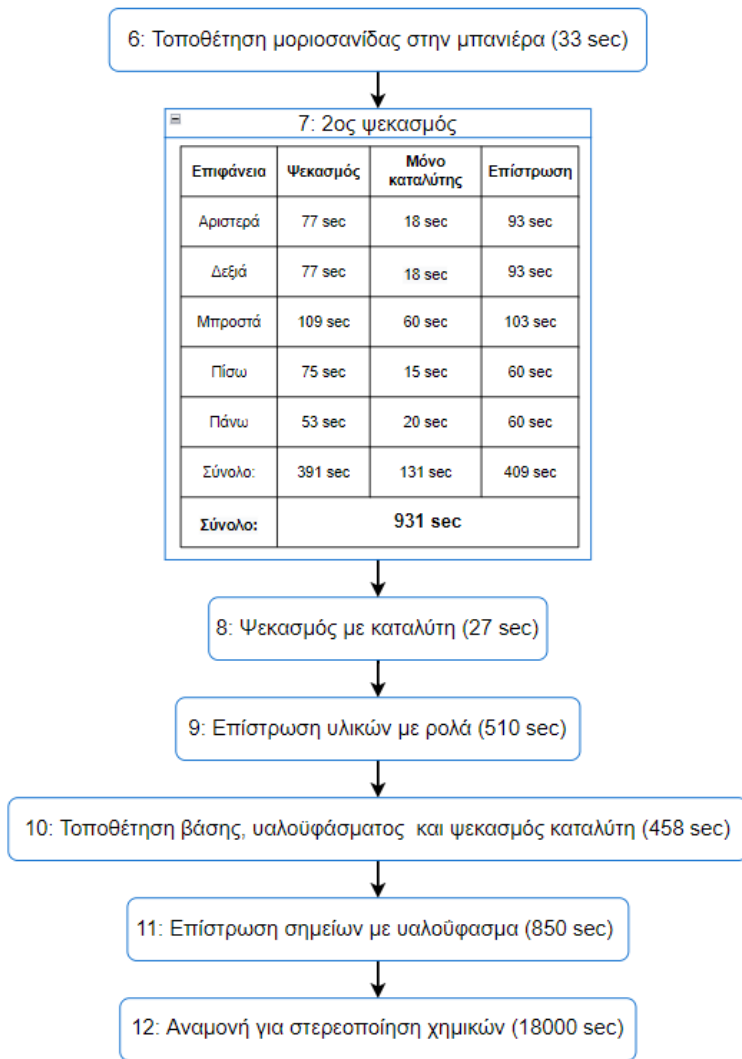 6: Τοποθέτηση μοριοσανίδας στην μπανιέρα (33 sec)
7: 2ος ψεκασμός
Επιφάνεια Ψεκασμός Μόνο καταλύτης Επίστρωση
Αριστερά 77 sec 18 sec 93 sec
Δεξιά 77 sec 18 sec 93 sec
Μπροστά 109 sec 60 sec 103 sec
Πίσω 75 sec 15 sec 60 sec
Πάνω 53 sec 20 sec 60 sec
Σύνολο: 391 sec 131 sec 409 sec
Σύνολο: 931 sec
8: Ψεκασμός με καταλύτη (27 sec)
9: Επίστρωση υλικών με ρολά (510 sec)
10: Τοποθέτηση βάσης, υαλοϋφάσματος και ψεκασμός καταλύτη (458 sec)
11: Επίστρωση σημείων με υαλοΰφασμα (850 sec)
12: Αναμονή για στερεοποίηση χημικών (18000 sec)